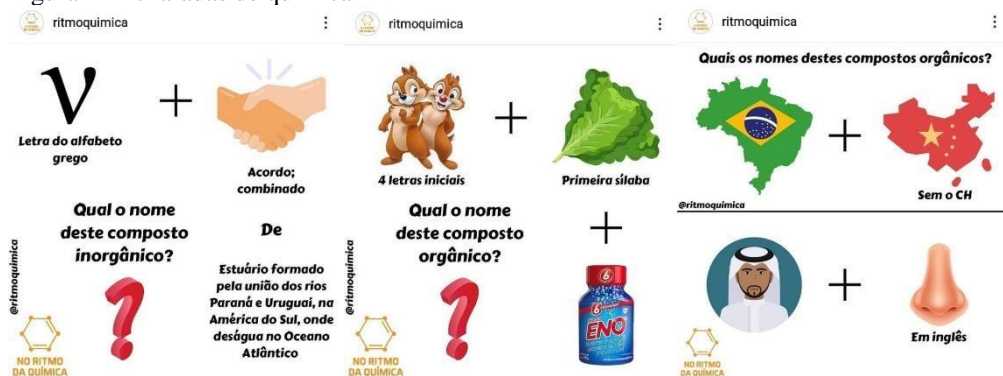 ritmoquimica
ν
+
Letra do alfabeto
grego
Acordo;
combinado
Qual o nome
deste composto
inorgânico?
De
Estuário formado
pela união dos rios
Paraná e Uruguai, na
América do Sul, onde
deságua no Oceano
Atlântico
@ritmoquimica
NO RITMO
DA QUÍMICA
ritmoquimica
+
4 letras iniciais
Primeira sílaba
Qual o nome
deste composto
orgânico?
+
6
ENO
@ritmoquimica
NO RITMO
DA QUÍMICA
ritmoquimica
Quais os nomes destes compostos orgânicos?
+
Sem o CH
@ritmoquimica
+
Em inglês
NO RITMO
DA QUÍMICA